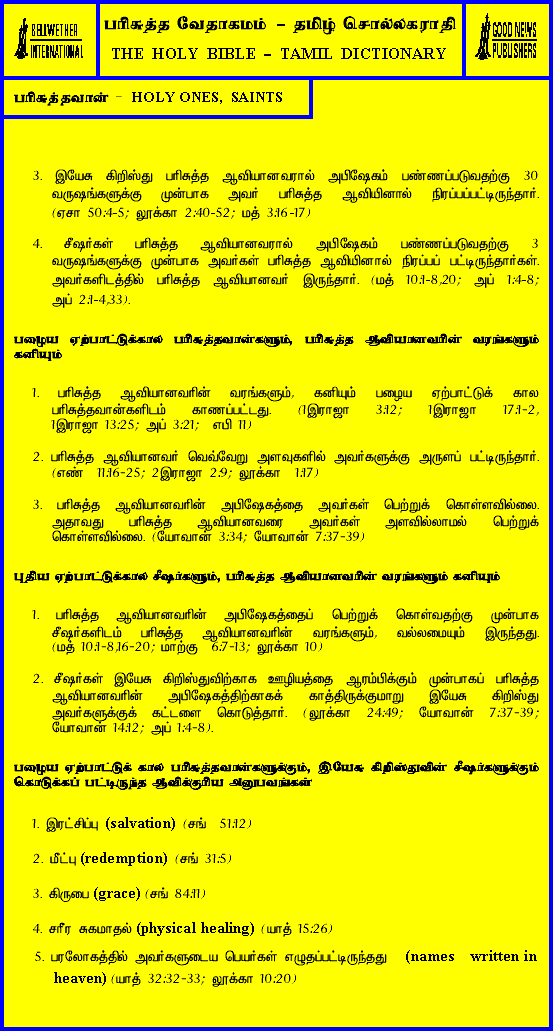 BELLWETHER
INTERNATIONAL
பரிசுத்த வேதாகமம் - தமிழ் சொல்லகராதி
THE HOLY BIBLE – TAMIL DICTIONARY
GOOD NEWS
PUBLISHERS
பரிசுத்தவான் - HOLY ONES, SAINTS
3. இயேசு கிறிஸ்து பரிசுத்த ஆவியானவரால் அபிஷேகம் பண்ணப்படுவதற்கு 30
வருஷங்களுக்கு முன்பாக அவர் பரிசுத்த ஆவியினால் நிரப்பப்பட்டிருந்தார்.
(ஏசா 50:4-5; லூக்கா 2:40-52; மத் 3:16-17)
4. சீஷர்கள் பரிசுத்த ஆவியானவரால் அபிஷேகம் பண்ணப்படுவதற்கு 3
வருஷங்களுக்கு முன்பாக அவர்கள் பரிசுத்த ஆவியினால் நிரப்பப் பட்டிருந்தார்கள்.
அவர்களிடத்தில் பரிசுத்த ஆவியானவர் இருந்தார். (மத் 10:1-8,20; அப் 1:4-8;
அப் 2:1-4,33).
பழைய ஏற்பாட்டுக்கால பரிசுத்தவான்களும், பரிசுத்த ஆவியானவரின் வரங்களும்
கனியும்
1. பரிசுத்த ஆவியானவரின் வரங்களும், கனியும் பழைய ஏற்பாட்டுக் கால
பரிசுத்தவான்களிடம் காணப்பட்டது. (1இராஜா 3:12; 1இராஜா 17:1-2,
1இராஜா 13:25; அப் 3:21; எபி 11)
2. பரிசுத்த ஆவியானவர் வெவ்வேறு அளவுகளில் அவர்களுக்கு அருளப் பட்டிருந்தார்.
(எண் 11:16-25; 2இராஜா 2:9; லூக்கா 1:17)
3. பரிசுத்த ஆவியானவரின் அபிஷேகத்தை அவர்கள் பெற்றுக் கொள்ளவில்லை.
அதாவது பரிசுத்த ஆவியானவரை அவர்கள் அளவில்லாமல் பெற்றுக்
கொள்ளவில்லை. (யோவான் 3:34; யோவான் 7:37-39)
புதிய ஏற்பாட்டுக்கால சீஷர்களும், பரிசுத்த ஆவியானவரின் வரங்களும் கனியும்
1. பரிசுத்த ஆவியானவரின் அபிஷேகத்தைப் பெற்றுக் கொள்வதற்கு முன்பாக
சீஷர்களிடம் பரிசுத்த ஆவியானவரின் வரங்களும், வல்லமையும் இருந்தது.
(மத் 10:1-8,16-20; மாற்கு 6:7-13; லூக்கா 10)
2. சீஷர்கள் இயேசு கிறிஸ்துவிற்காக ஊழியத்தை ஆரம்பிக்கும் முன்பாகப் பரிசுத்த
ஆவியானவரின் அபிஷேகத்திற்காகக் காத்திருக்குமாறு இயேசு கிறிஸ்து
அவர்களுக்குக் கட்டளை கொடுத்தார். (லூக்கா 24:49; யோவான் 7:37-39;
யோவான் 14:12; அப் 1:4-8).
பழைய ஏற்பாட்டுக் கால பரிசுத்தவான்களுக்கும், இயேசு கிறிஸ்துவின் சீஷர்களுக்கும்
கொடுக்கப் பட்டிருந்த ஆவிக்குரிய அனுபவங்கள்
1. இரட்சிப்பு (salvation) (சங் 51:12)
2. மீட்பு (redemption) (சங் 31:5)
3. கிருபை (grace) (சங் 84:11)
4. சரீர சுகமாதல் (physical healing) (யாத் 15:26)
5. பரலோகத்தில் அவர்களுடைய பெயர்கள் எழுதப்பட்டிருந்தது (names written in
heaven) (யாத் 32:32-33; லூக்கா 10:20)